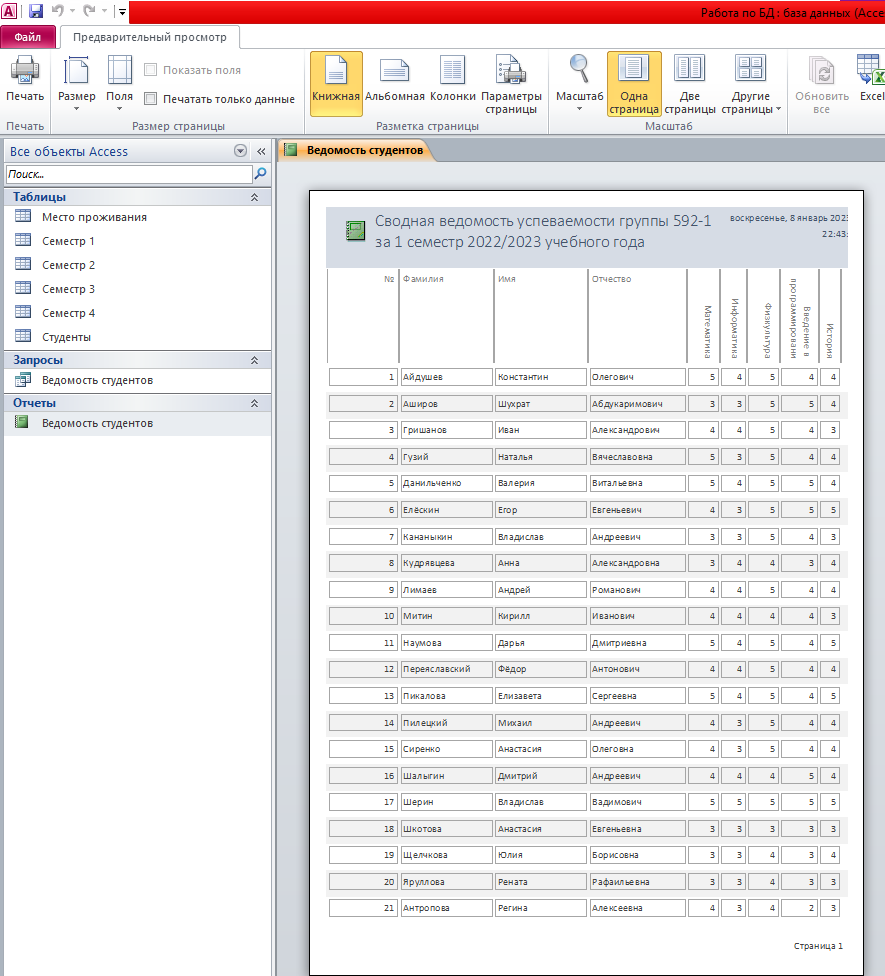 Работа по БД : база данных (Acce
Файл
Предварительный просмотр
Печать
Размер
Поля
Показать поля
Печатать только данные
Книжная
Альбомная
Колонки
Параметры страницы
Масштаб
Одна страница
Две страницы
Другие страницы
Обновить все
Excel
Печать
Размер страницы
Разметка страницы
Масштаб
Все объекты Access
Поиск...
Таблицы
Место проживания
Семестр 1
Семестр 2
Семестр 3
Семестр 4
Студенты
Запросы
Ведомость студентов
Отчеты
Ведомость студентов
Ведомость студентов
Сводная ведомость успеваемости группы 592-1
за 1 семестр 2022/2023 учебного года
воскресенье, 8 январь 2023
22:43:
№ Фамилия Имя Отчество Математика Информатика Физкультура Введение в программировани История
1 Айдушев Константин Олегович 5 4 5 4 4
2 Аширов Шухрат Абдукаримович 3 3 5 5 4
3 Гришанов Иван Александрович 4 4 5 4 3
4 Гузий Наталья Вячеславовна 5 3 5 4 4
5 Данильченко Валерия Витальевна 5 4 5 5 4
6 Елёскин Егор Евгеньевич 4 3 5 5 5
7 Кананыкин Владислав Андреевич 3 3 5 4 3
8 Кудрявцева Анна Александровна 3 4 4 3 4
9 Лимаев Андрей Романович 4 4 5 4 4
10 Митин Кирилл Иванович 4 4 4 4 3
11 Наумова Дарья Дмитриевна 5 4 5 4 5
12 Переяславский Фёдор Антонович 4 4 5 4 4
13 Пикалова Елизавета Сергеевна 5 4 5 4 5
14 Пилецкий Михаил Андреевич 4 3 5 4 4
15 Сиренко Анастасия Олеговна 4 3 5 4 4
16 Шалыгин Дмитрий Андреевич 4 4 4 5 4
17 Шерин Владислав Вадимович 5 5 5 5 5
18 Шкотова Анастасия Евгеньевна 3 3 3 3 3
19 Щелчкова Юлия Борисовна 3 3 4 3 4
20 Яруллова Рената Рафаильевна 3 3 4 3 3
21 Антропова Регина Алексеевна 4 3 4 2 3
Страница 1